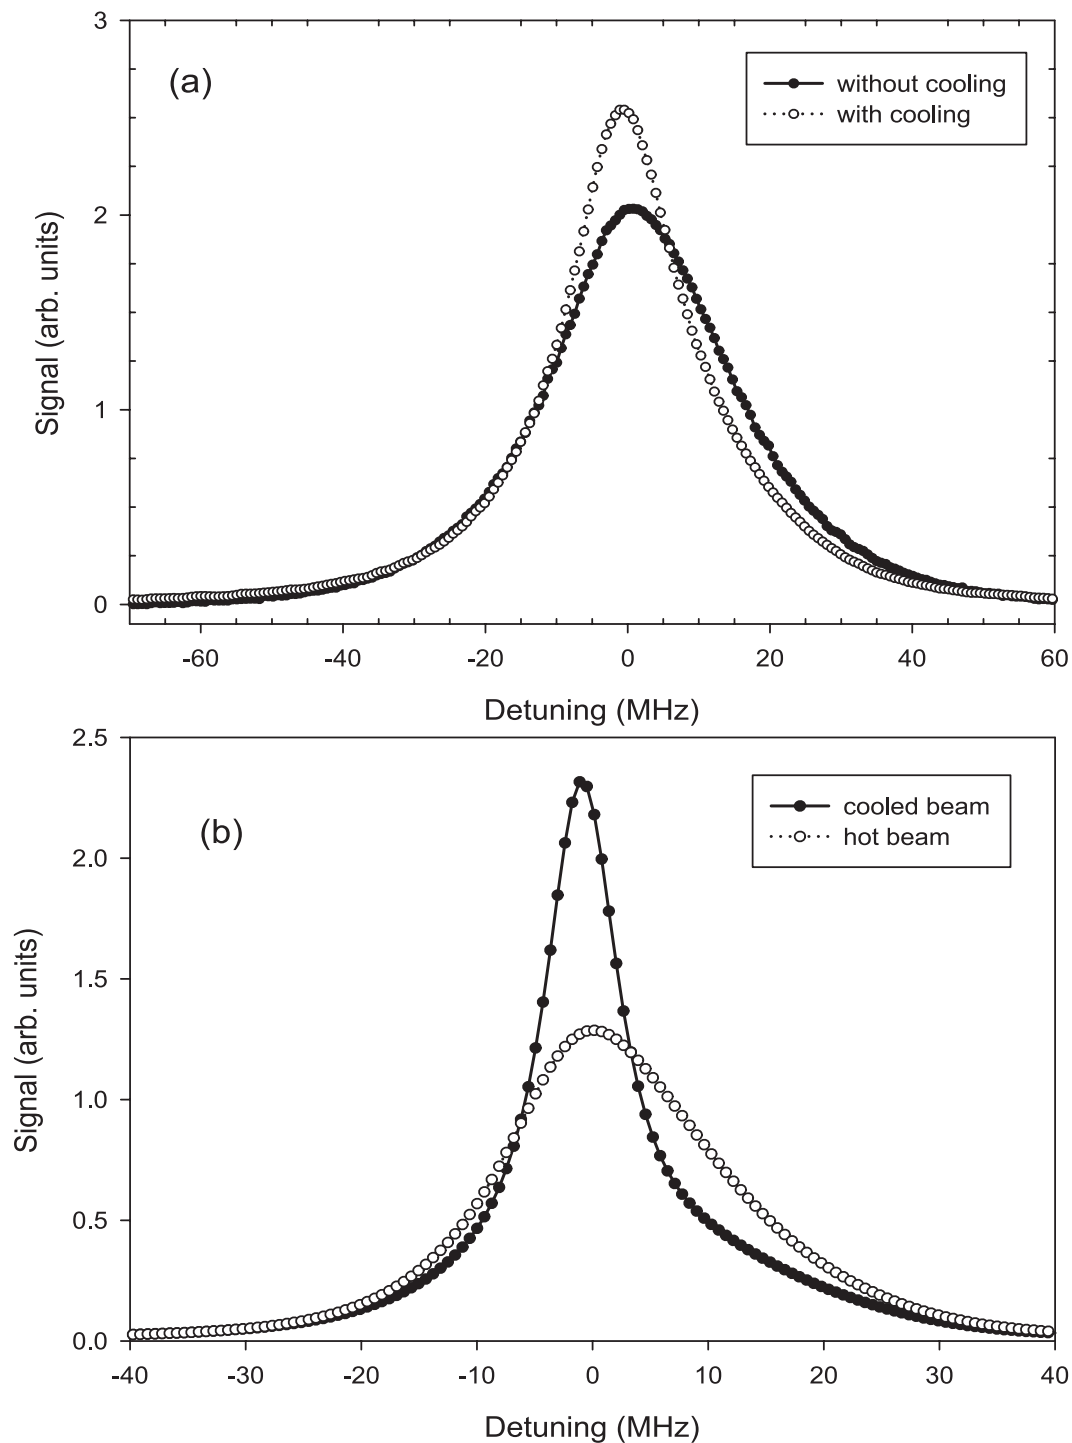 (a)
without cooling
with cooling
3
2
1
0
Signal (arb. units)
-60 -40 -20 0 20 40 60
Detuning (MHz)
(b)
cooled beam
hot beam
2.5
2.0
1.5
1.0
0.5
0.0
Signal (arb. units)
-40 -30 -20 -10 0 10 20 30 40
Detuning (MHz)